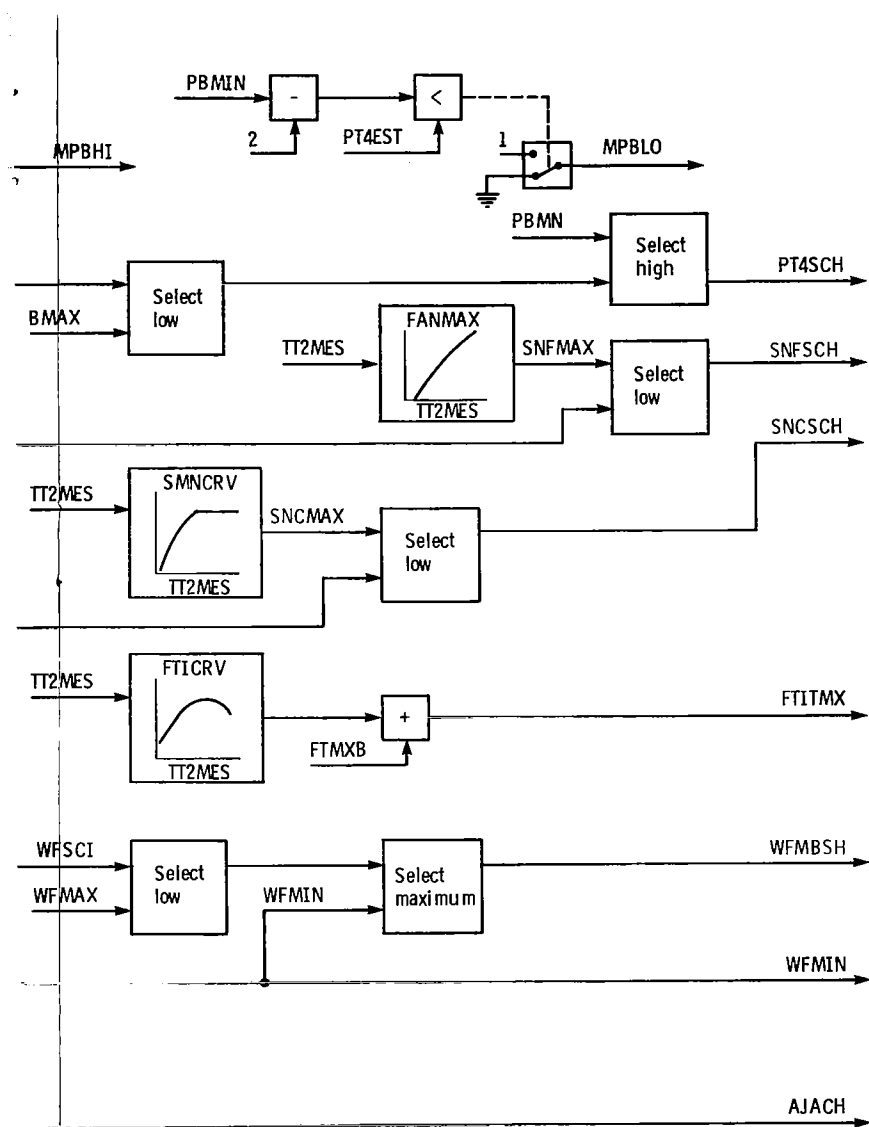 PBMIN
-
<
2
PT4EST
1
MPBLO
MPBHI
PBMN
Select
high
PT4SCH
Select
low
BMAX
FANMAX
TT2MES
SNFMAX
TT2MES
Select
low
SNFSCH
SNCSCH
SMNCRV
TT2MES
SNCMAX
TT2MES
Select
low
FTICRV
TT2MES
TT2MES
+
FTMXB
FTITMX
WFSCI
WFMAX
Select
low
WFMIN
Select
maximum
WFMBSH
WFMIN
AJACH